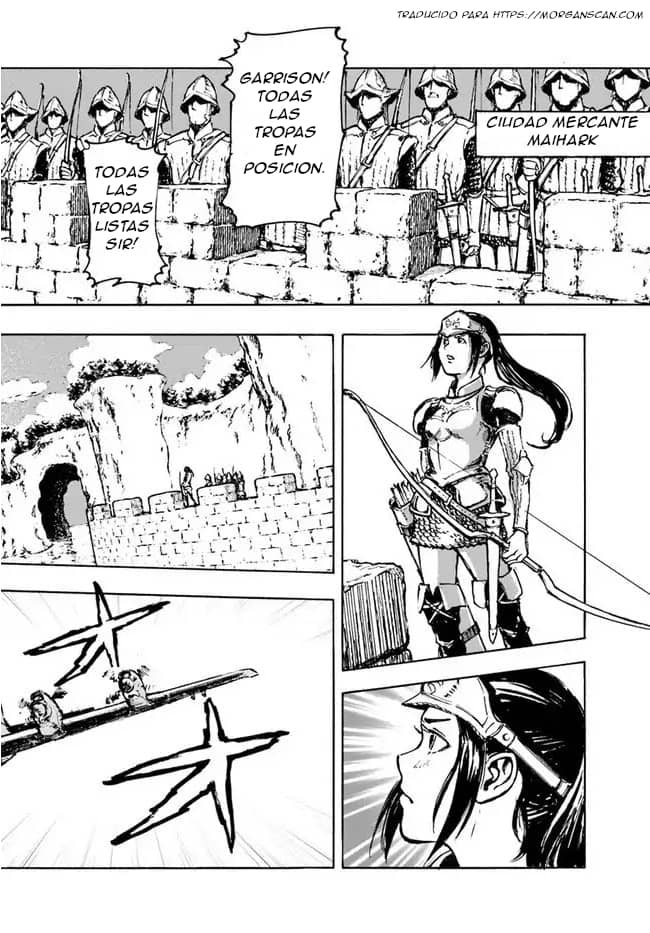 TRADUCIDO PARA HTTPS://MORGANSCAN.COM
GARRISON!
TODAS
LAS
TROPAS
EN
POSICION.
CIUDAD MERCANTE
MAIHARK
TODAS
LAS
TROPAS
LISTAS
SIR!